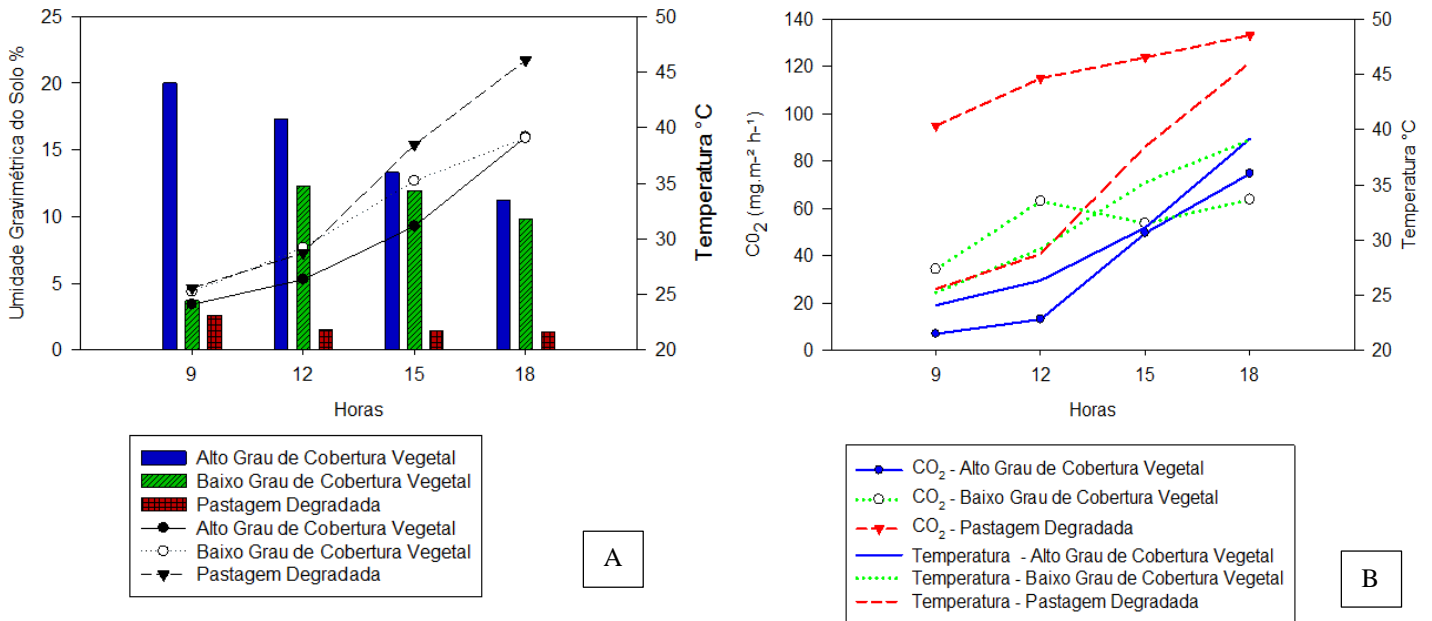 Umidade Gravimétrica do Solo %
25
20
15
10
5
0
50
45
40
35
30
25
20
Temperatura °C
9 12 15 18
Horas
Alto Grau de Cobertura Vegetal
Baixo Grau de Cobertura Vegetal
Pastagem Degradada
Alto Grau de Cobertura Vegetal
Baixo Grau de Cobertura Vegetal
Pastagem Degradada
A
C0₂ (mg.m-² h-¹)
140
120
100
80
60
40
20
0
50
45
40
35
30
25
20
Temperatura °C
9 12 15 18
Horas
CO₂ - Alto Grau de Cobertura Vegetal
CO₂ - Baixo Grau de Cobertura Vegetal
CO₂ - Pastagem Degradada
Temperatura - Alto Grau de Cobertura Vegetal
Temperatura - Baixo Grau de Cobertura Vegetal
Temperatura - Pastagem Degradada
B